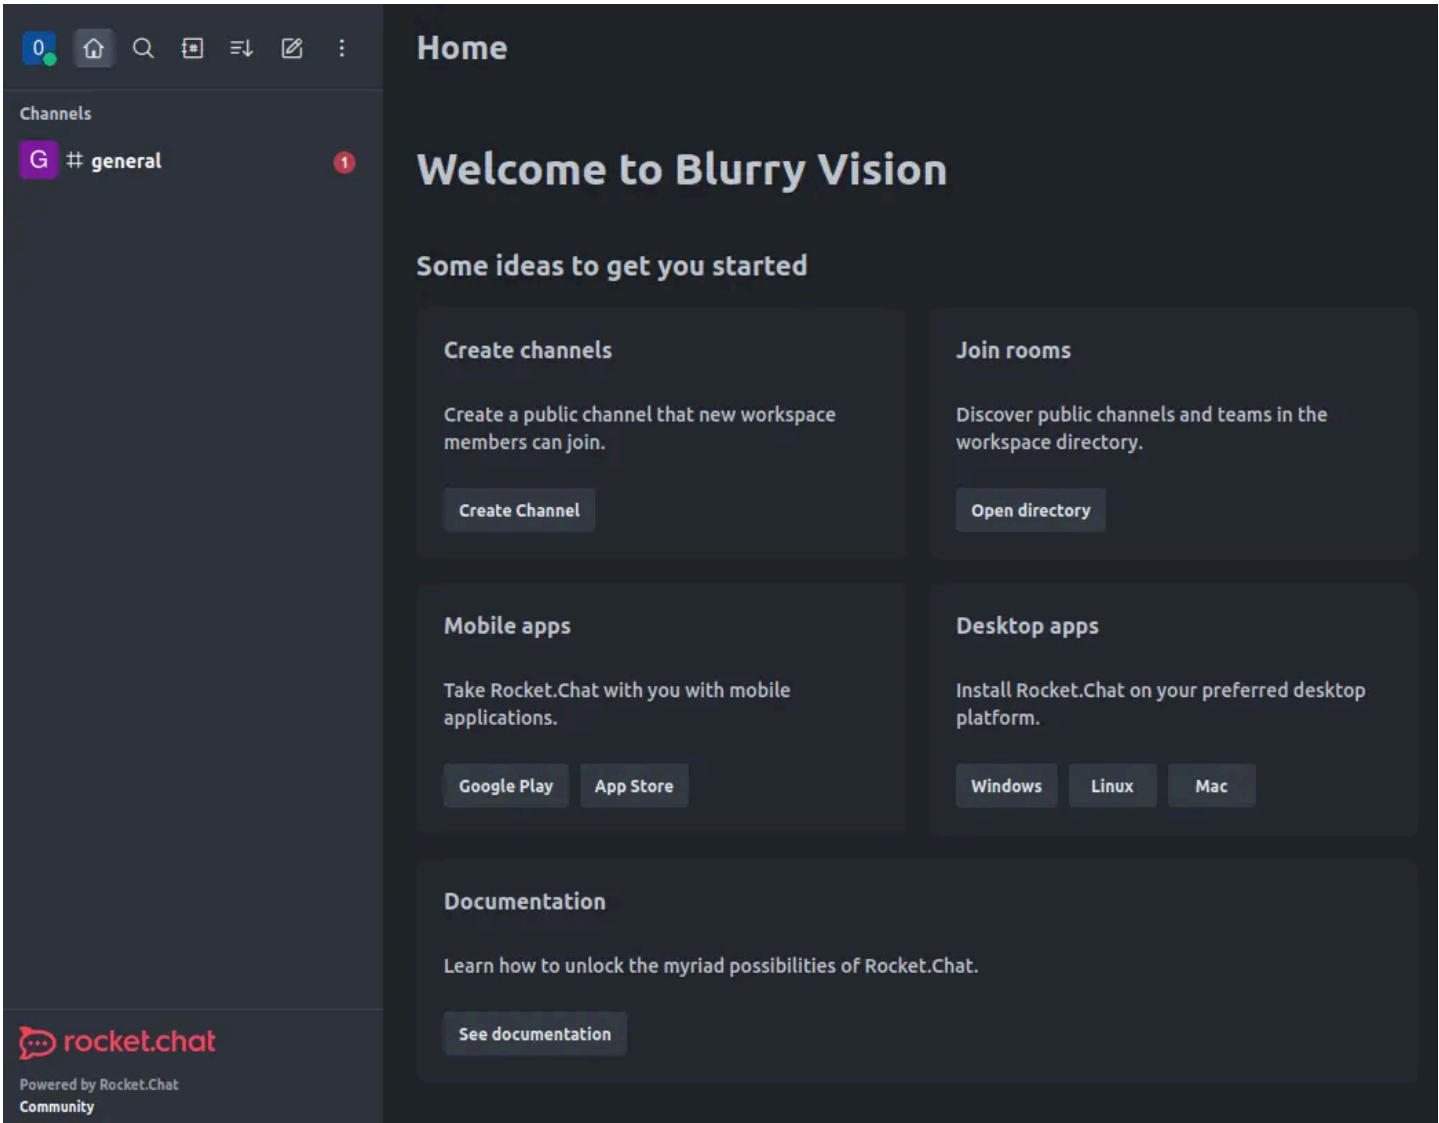 0
Home
Channels
G # general 1
Welcome to Blurry Vision
Some ideas to get you started
Create channels
Create a public channel that new workspace
members can join.
Create Channel
Join rooms
Discover public channels and teams in the
workspace directory.
Open directory
Mobile apps
Take Rocket.Chat with you with mobile
applications.
Google Play App Store
Desktop apps
Install Rocket.Chat on your preferred desktop
platform.
Windows Linux Mac
Documentation
Learn how to unlock the myriad possibilities of Rocket.Chat.
See documentation
rocket.chat
Powered by Rocket.Chat
Community